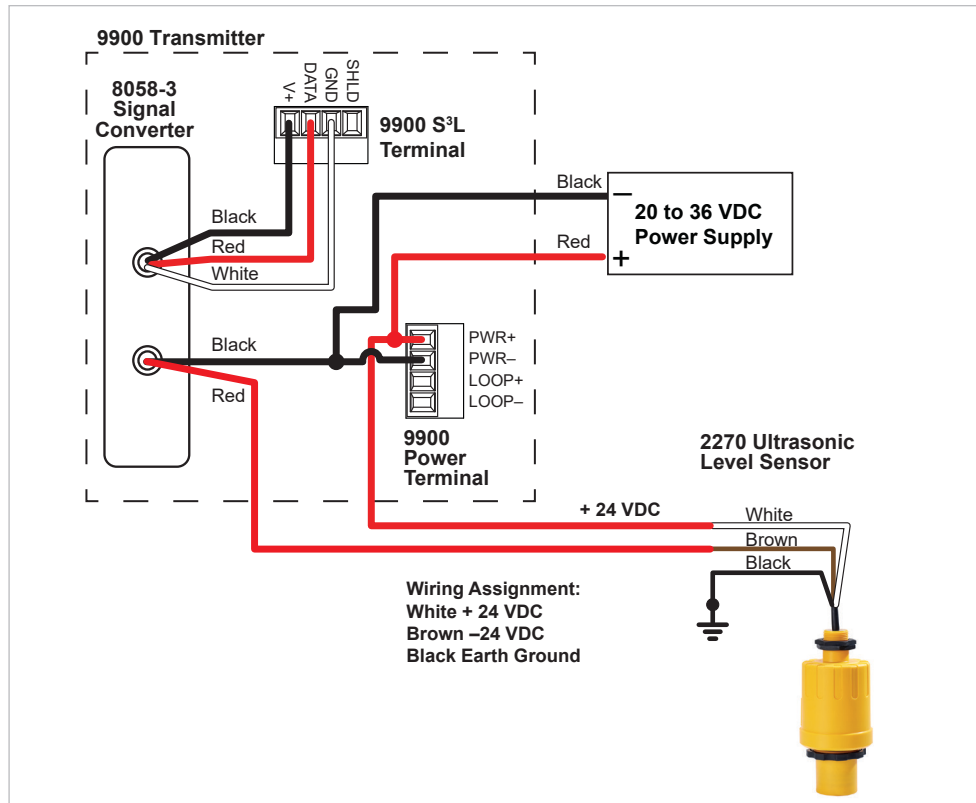 9900 Transmitter
8058-3
Signal
Converter
V+
DATA
GND
SHLD
9900 S³L
Terminal
Black
Red
White
Black
Red
Black
Red
–
+
20 to 36 VDC
Power Supply
PWR+
PWR–
LOOP+
LOOP–
9900
Power
Terminal
2270 Ultrasonic
Level Sensor
+ 24 VDC
White
Brown
Black
Wiring Assignment:
White + 24 VDC
Brown –24 VDC
Black Earth Ground